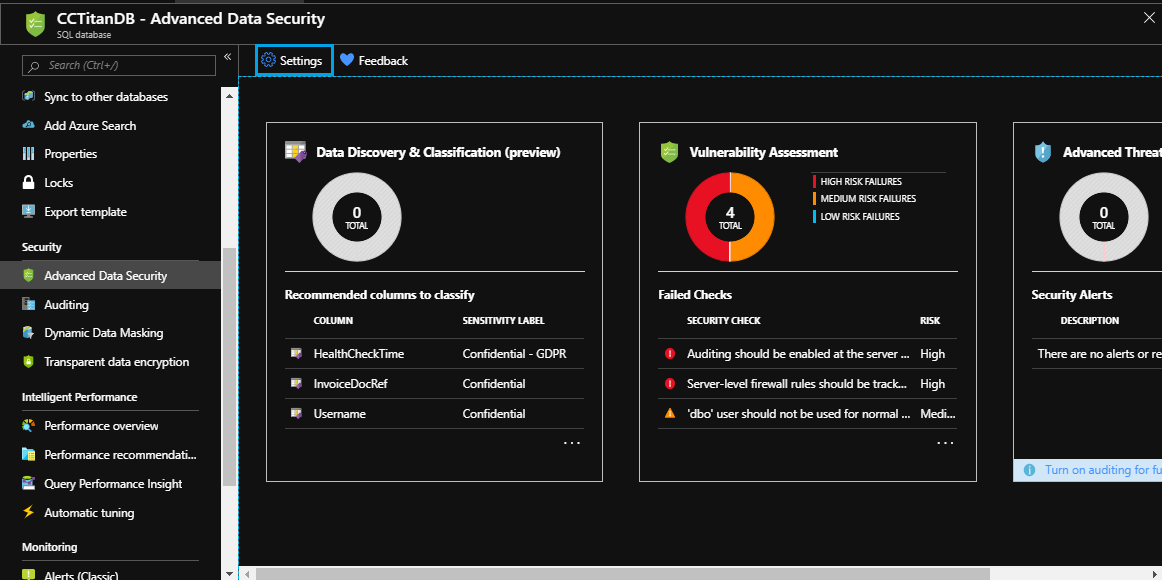 CCTitanDB - Advanced Data Security
SQL database
Search (Ctrl+/)
«
Settings
Feedback
Sync to other databases
Add Azure Search
Properties
Locks
Export template
Security
Advanced Data Security
Auditing
Dynamic Data Masking
Transparent data encryption
Intelligent Performance
Performance overview
Performance recommendati...
Query Performance Insight
Automatic tuning
Monitoring
Alerts (Classic)
Data Discovery & Classification (preview)
0
TOTAL
Recommended columns to classify
COLUMN SENSITIVITY LABEL
HealthCheckTime Confidential - GDPR
InvoiceDocRef Confidential
Username Confidential
...
Vulnerability Assessment
4
TOTAL
HIGH RISK FAILURES
MEDIUM RISK FAILURES
LOW RISK FAILURES
Failed Checks
SECURITY CHECK RISK
Auditing should be enabled at the server ... High
Server-level firewall rules should be track... High
'dbo' user should not be used for normal ... Medi...
...
Advanced Threat
0
TOTAL
Security Alerts
DESCRIPTION
There are no alerts or re
Turn on auditing for fu